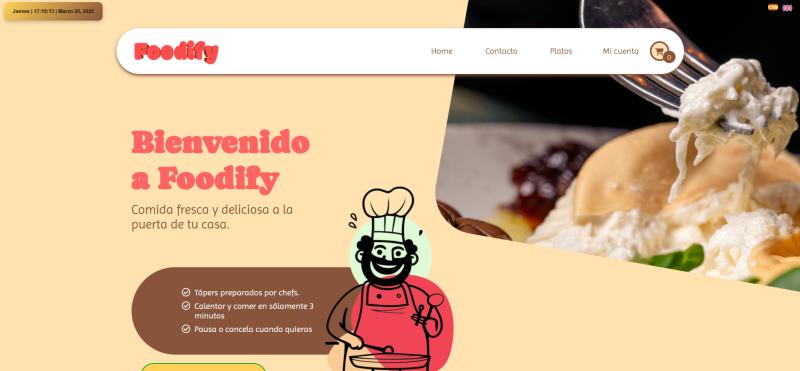 Jueves | 17:18:13 | Marzo 20, 2025
Foodify
Home
Contacto
Platos
Mi cuenta
0
Bienvenido
a Foodify
Comida fresca y deliciosa a la
puerta de tu casa.
Tápers preparados por chefs.
Calentar y comer en sólamente 3
minutos
Pausa o cancela cuando quieras